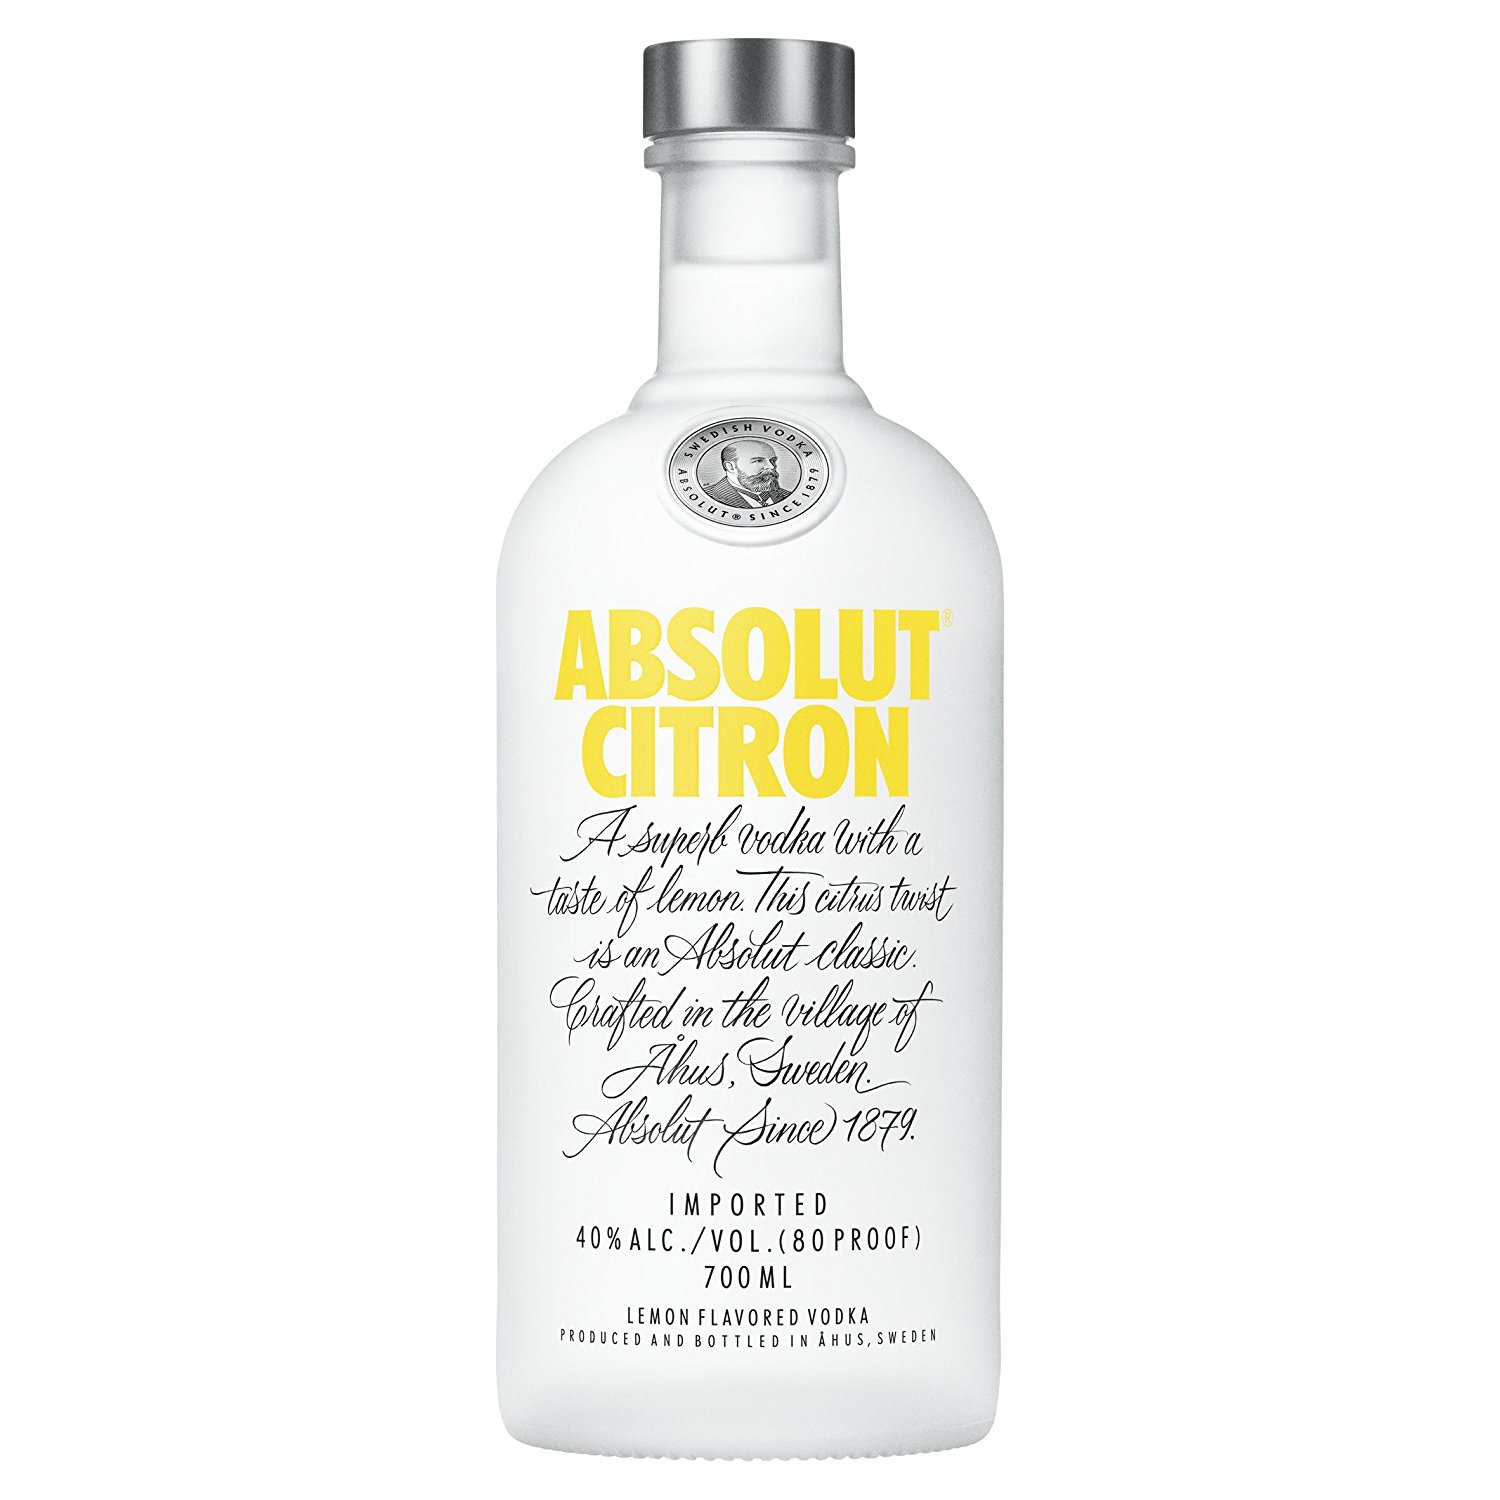 SWEDISH VODKA
ABSOLUT® SINCE 1879
ABSOLUT®
CITRON
A superb vodka with a
taste of lemon. This citrus twist
is an Absolut classic.
Crafted in the village of
Åhus, Sweden.
Absolut Since 1879.
IMPORTED
40% ALC./VOL. (80 PROOF)
700 ML
LEMON FLAVORED VODKA
PRODUCED AND BOTTLED IN ÅHUS, SWEDEN